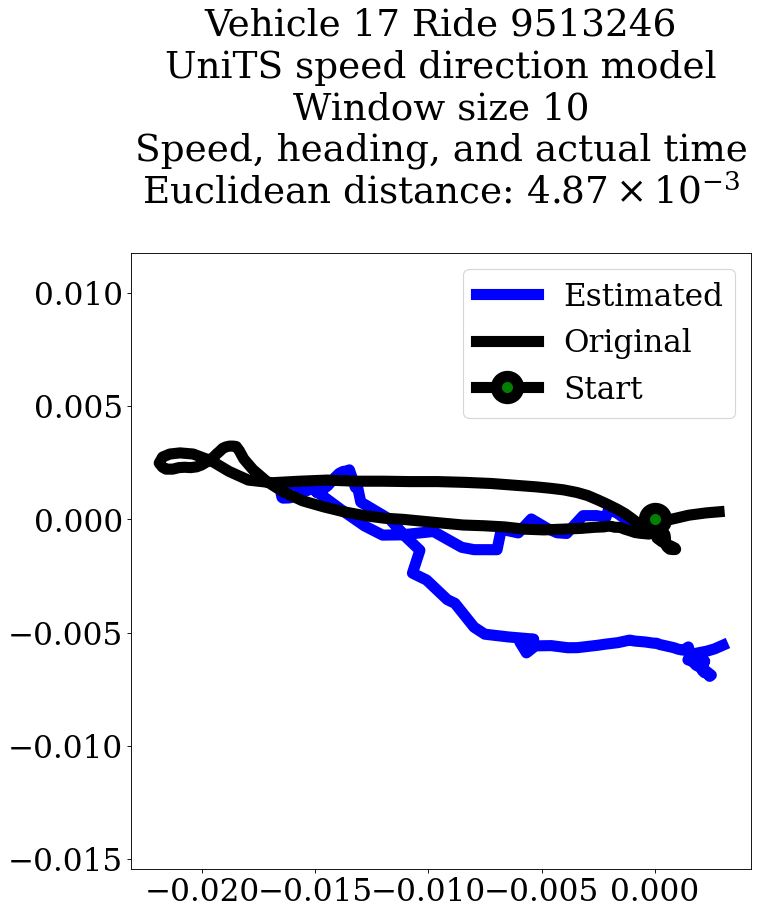 Vehicle 17 Ride 9513246
UniTS speed direction model
Window size 10
Speed, heading, and actual time
Euclidean distance: 4.87 × 10⁻³
Estimated
Original
Start
0.010
0.005
0.000
−0.005
−0.010
−0.015
−0.020 −0.015 −0.010 −0.005 0.000